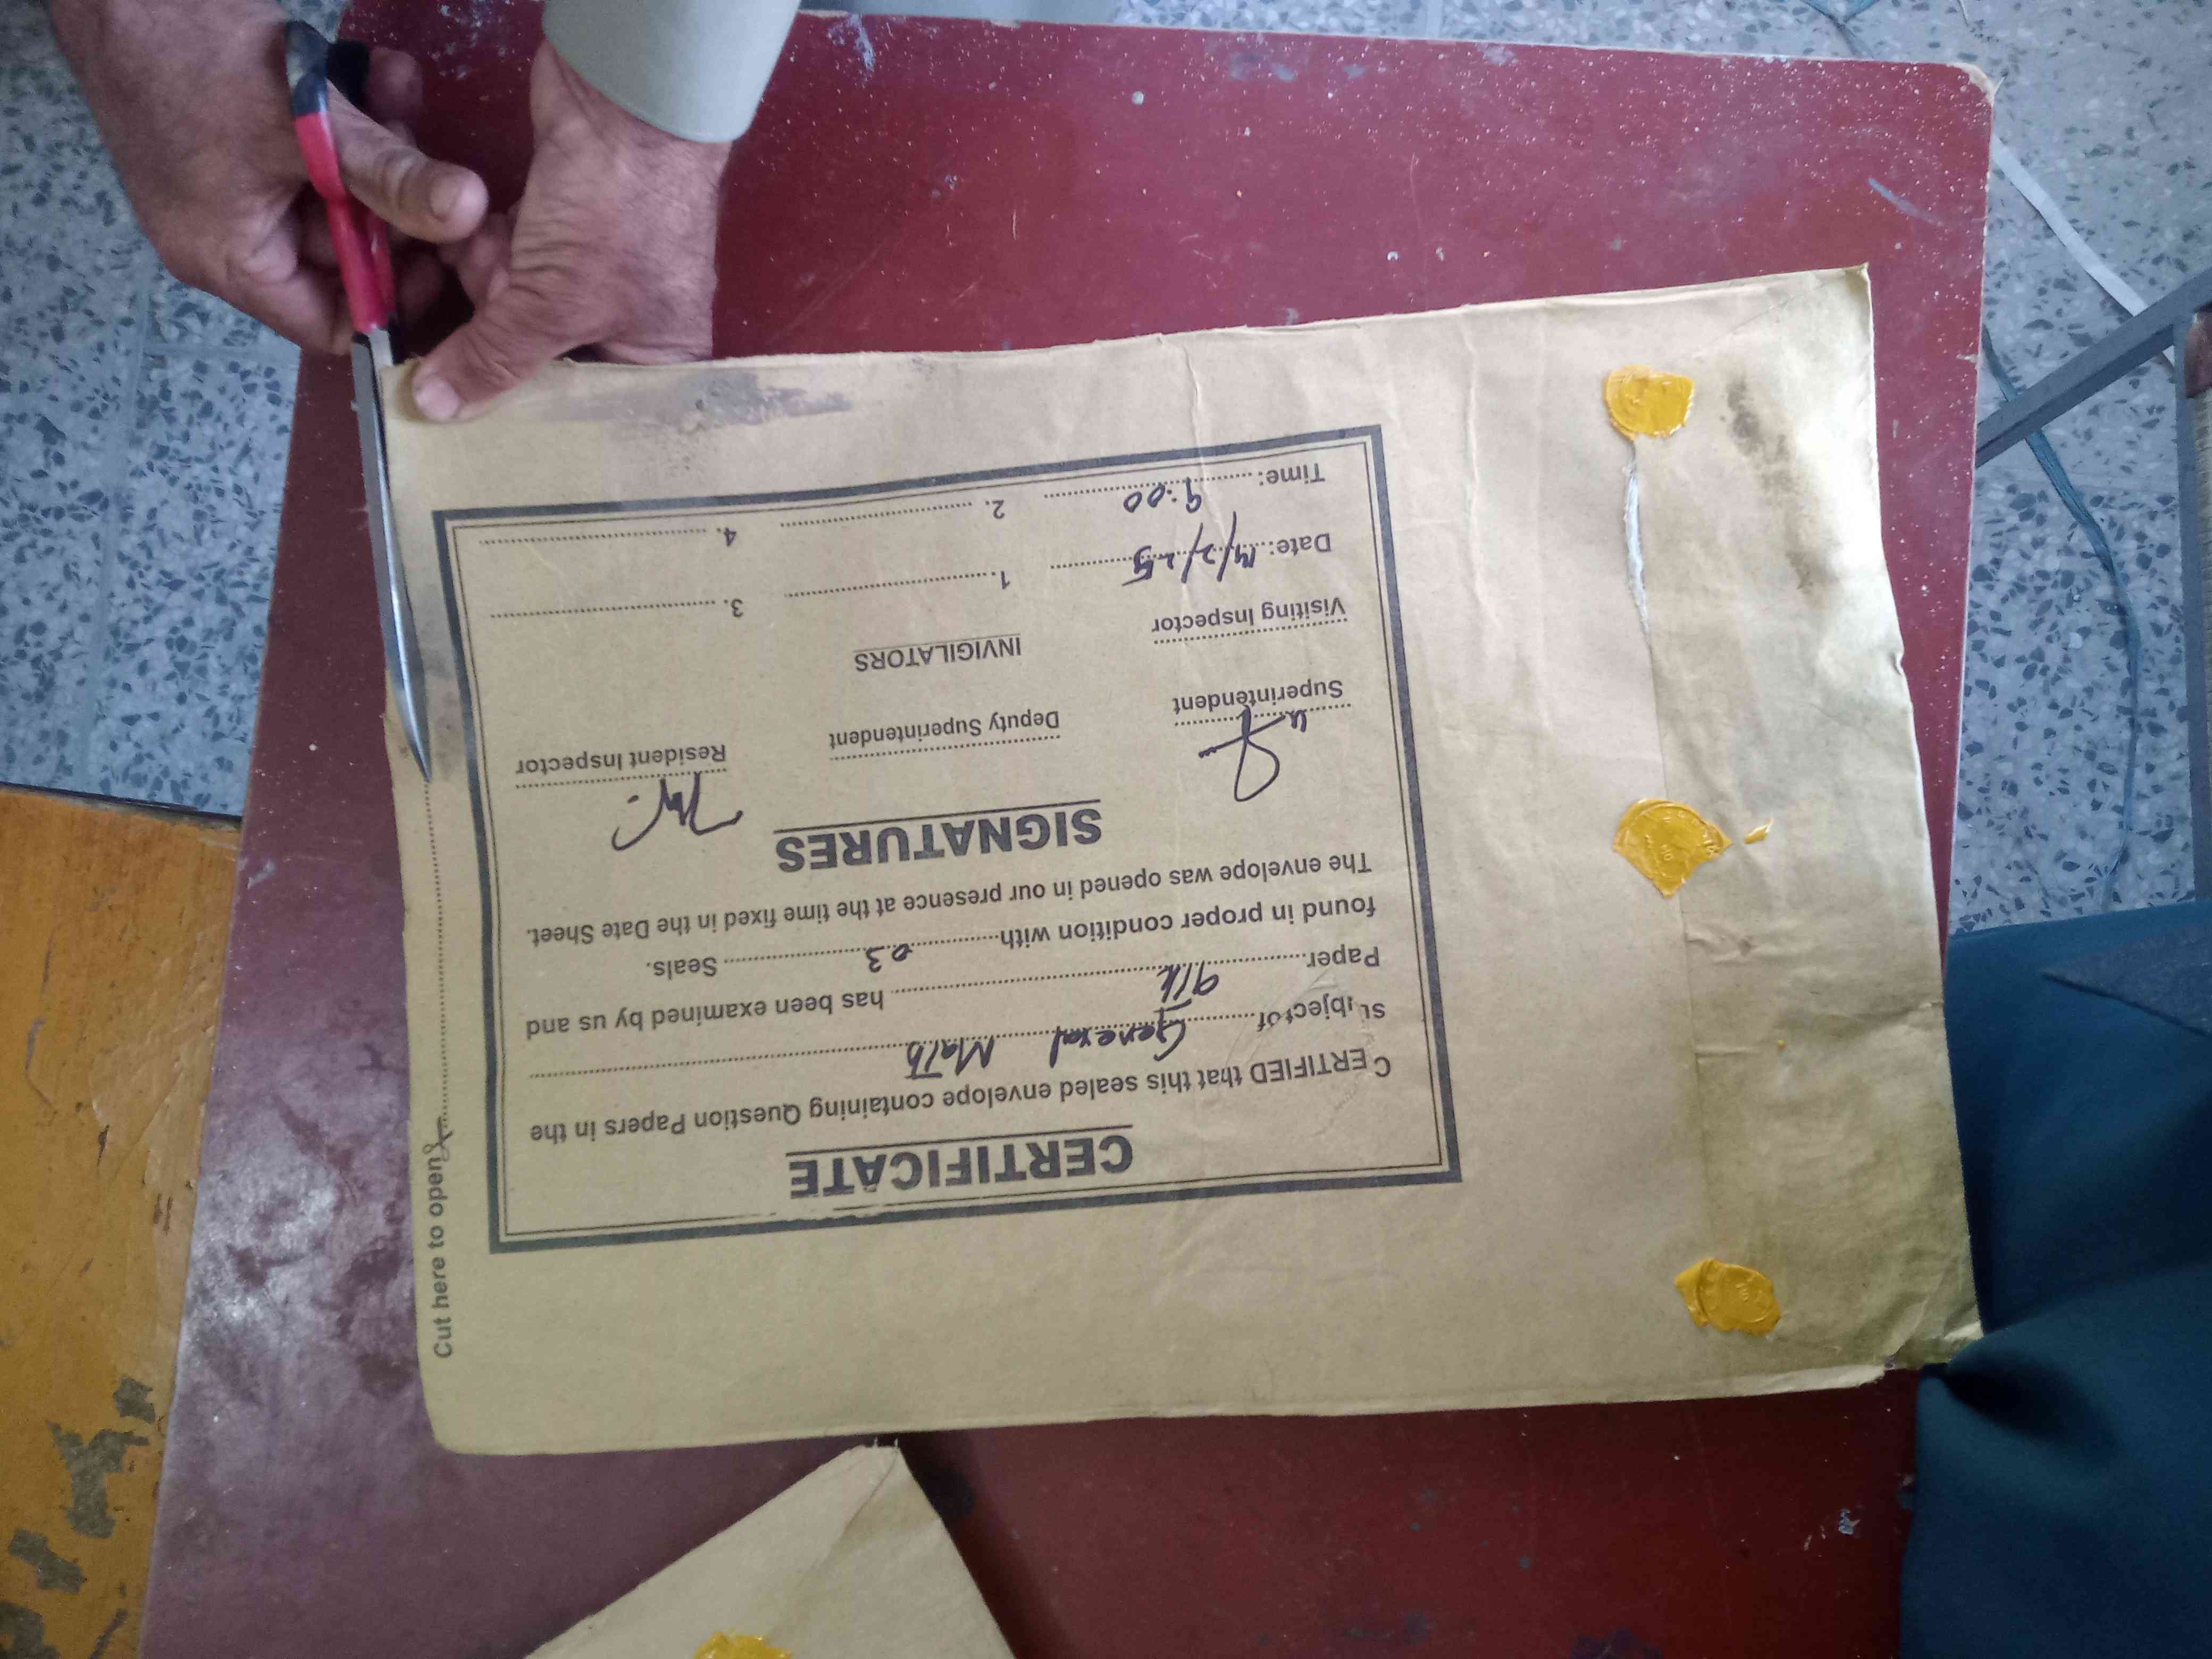 Cut here to open
CERTIFICATE
CERTIFIED that this sealed envelope containing Question Papers in the
subject of General Math
Paper 9th has been examined by us and
found in proper condition with 03 Seals.
The envelope was opened in our presence at the time fixed in the Date Sheet.
SIGNATURES
Superintendent Deputy Superintendent Resident Inspector
Visiting Inspector INVIGILATORS
Date: 1. 3.
Time: 9:00 2. 4.